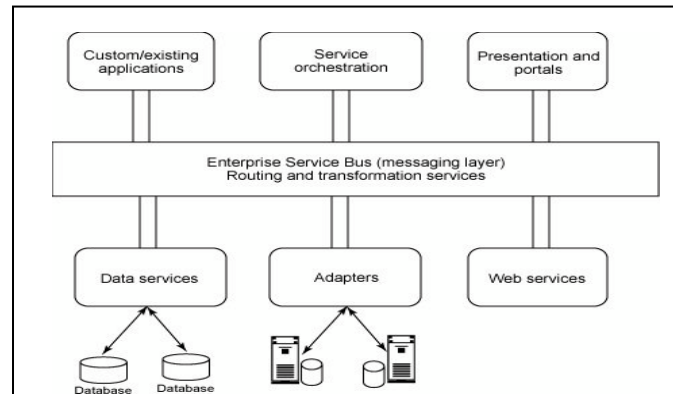 Custom/existing
applications
Service
orchestration
Presentation and
portals
Enterprise Service Bus (messaging layer)
Routing and transformation services
Data services
Adapters
Web services
Database
Database